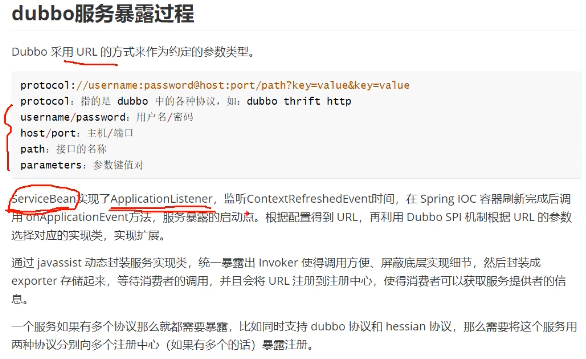 dubbo服务暴露过程
Dubbo 采用 URL 的方式来作为约定的参数类型。
protocol://username:password@host:port/path?key=value&key=value
protocol：指的是 dubbo 中的各种协议，如：dubbo thrift http
username/password：用户名/密码
host/port：主机/端口
path：接口的名称
parameters：参数键值对
ServiceBean实现了ApplicationListener，监听ContextRefreshedEvent时间，在 Spring IOC 容器刷新完成后调
用 onApplicationEvent方法，服务暴露的启动点。根据配置得到 URL，再利用 Dubbo SPI 机制根据 URL 的参数
选择对应的实现类，实现扩展。
通过 javassist 动态封装服务实现类，统一暴露出 Invoker 使得调用方便、屏蔽底层实现细节，然后封装成
exporter 存储起来，等待消费者的调用，并且会将 URL 注册到注册中心，使得消费者可以获取服务提供者的信
息。
一个服务如果有多个协议那么就都需要暴露，比如同时支持 dubbo 协议和 hessian 协议，那么需要将这个服务用
两种协议分别向多个注册中心（如果有多个的话）暴露注册。